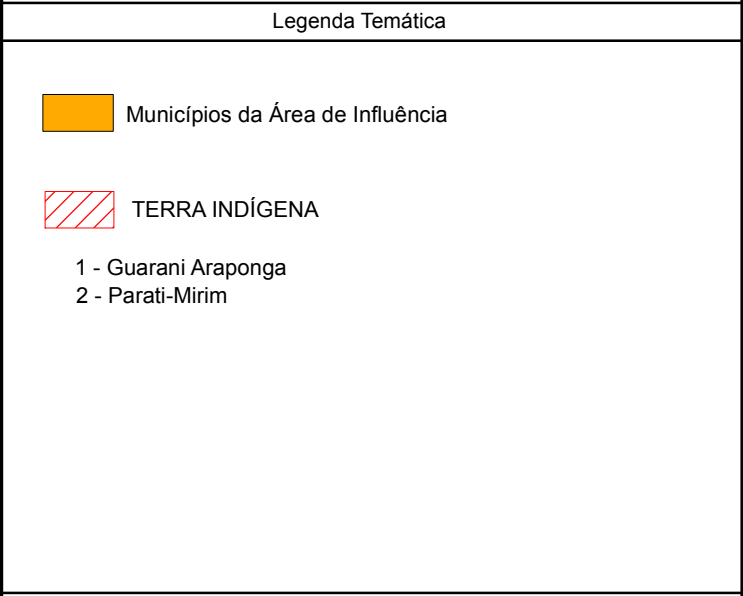 Legenda Temática
Municípios da Área de Influência
TERRA INDÍGENA
1 - Guarani Araponga
2 - Parati-Mirim